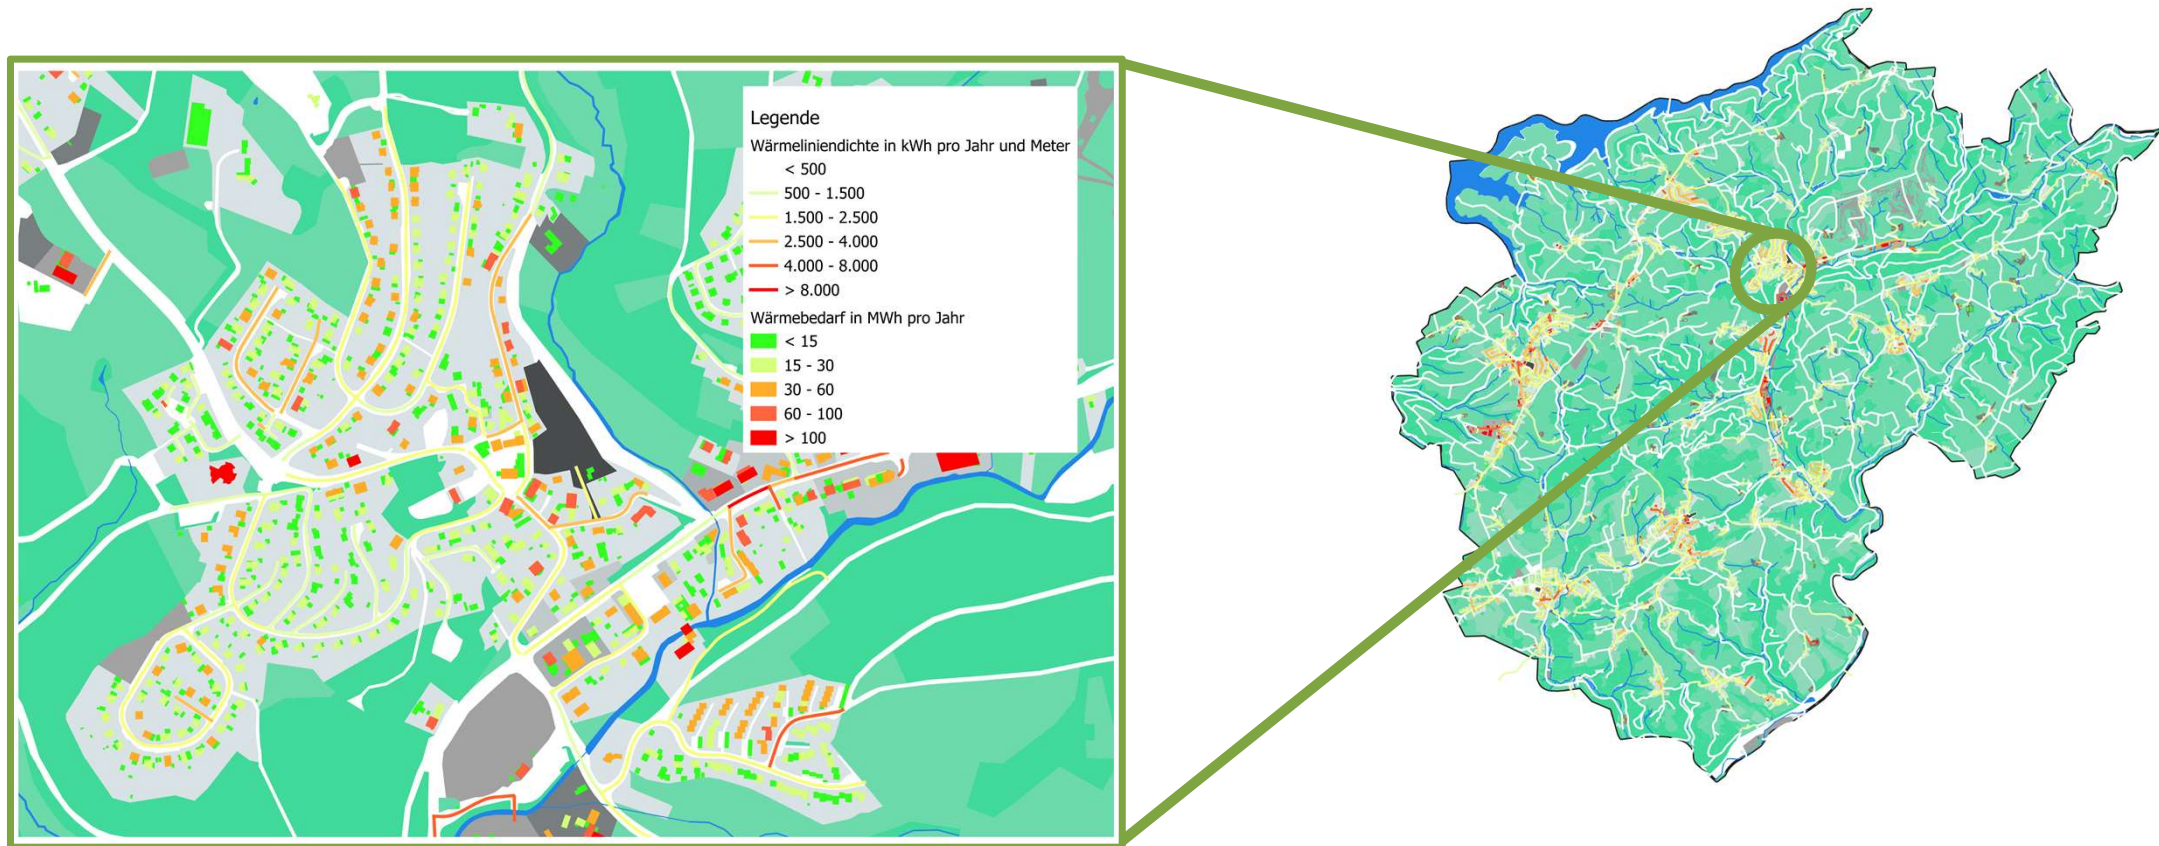 Legende
Wärmeliniendichte in kWh pro Jahr und Meter
< 500
500 - 1.500
1.500 - 2.500
2.500 - 4.000
4.000 - 8.000
> 8.000
Wärmebedarf in MWh pro Jahr
< 15
15 - 30
30 - 60
60 - 100
> 100